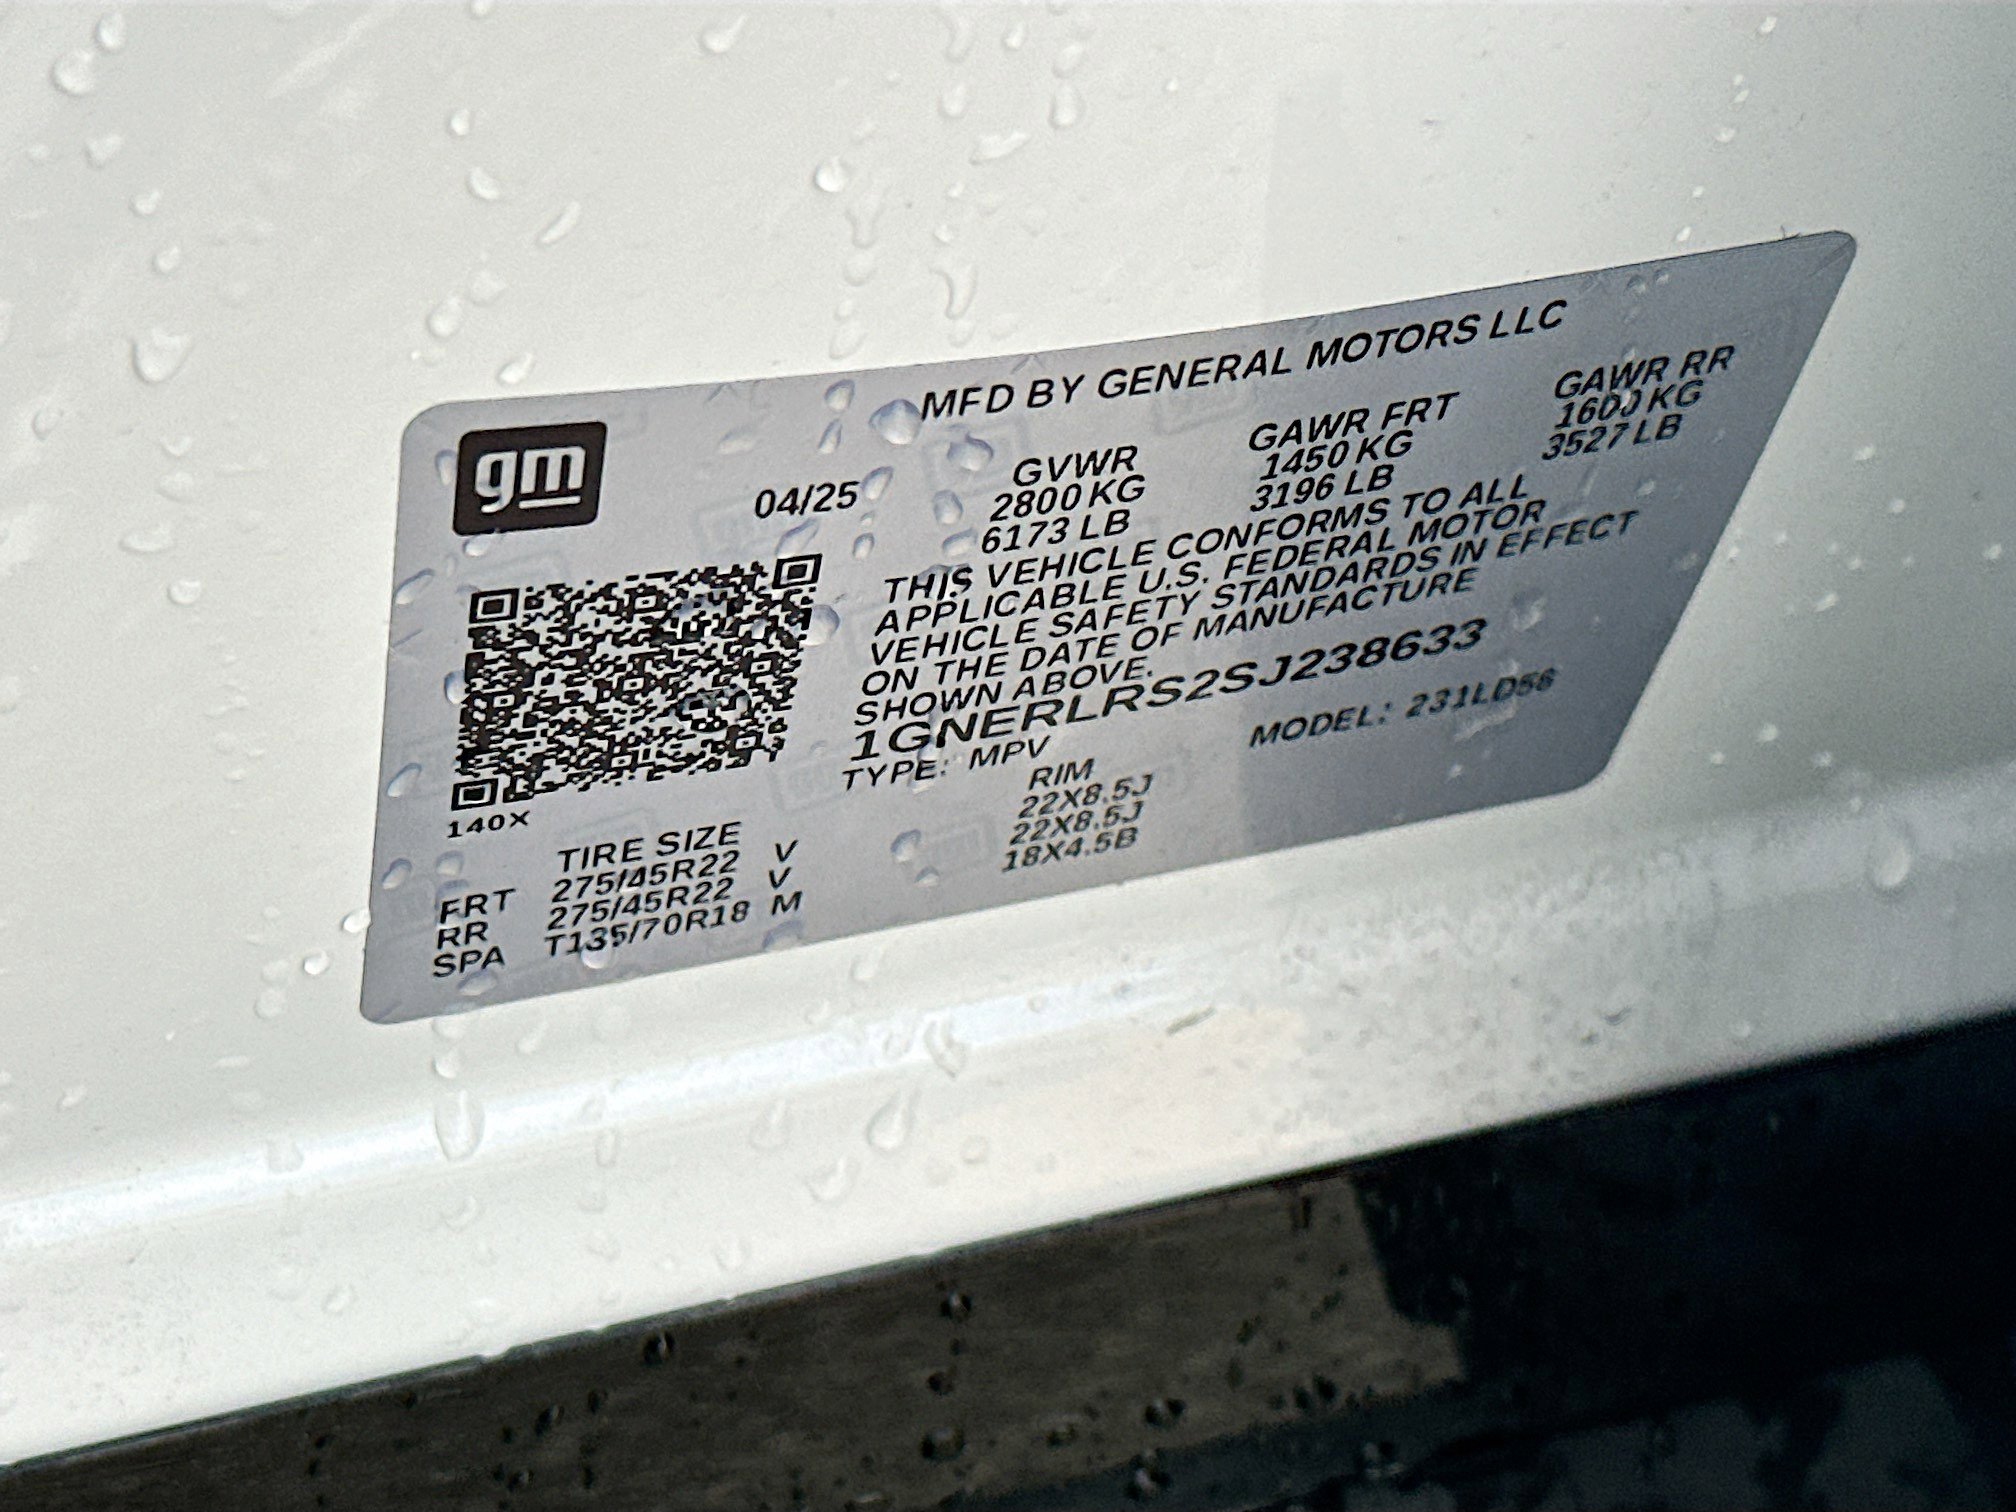 MFD BY GENERAL MOTORS LLC
gm
04/25
GVWR GAWR FRT GAWR RR
2800 KG 1450 KG 1600 KG
6173 LB 3196 LB 3527 LB
THIS VEHICLE CONFORMS TO ALL
APPLICABLE U.S. FEDERAL MOTOR
VEHICLE SAFETY STANDARDS IN EFFECT
ON THE DATE OF MANUFACTURE
SHOWN ABOVE.
1GNERLRS2SJ238633
TYPE: MPV MODEL: 231LD56
140X
TIRE SIZE RIM
FRT 275/45R22 V 22X8.5J
RR 275/45R22 V 22X8.5J
SPA T135/70R18 M 18X4.5B